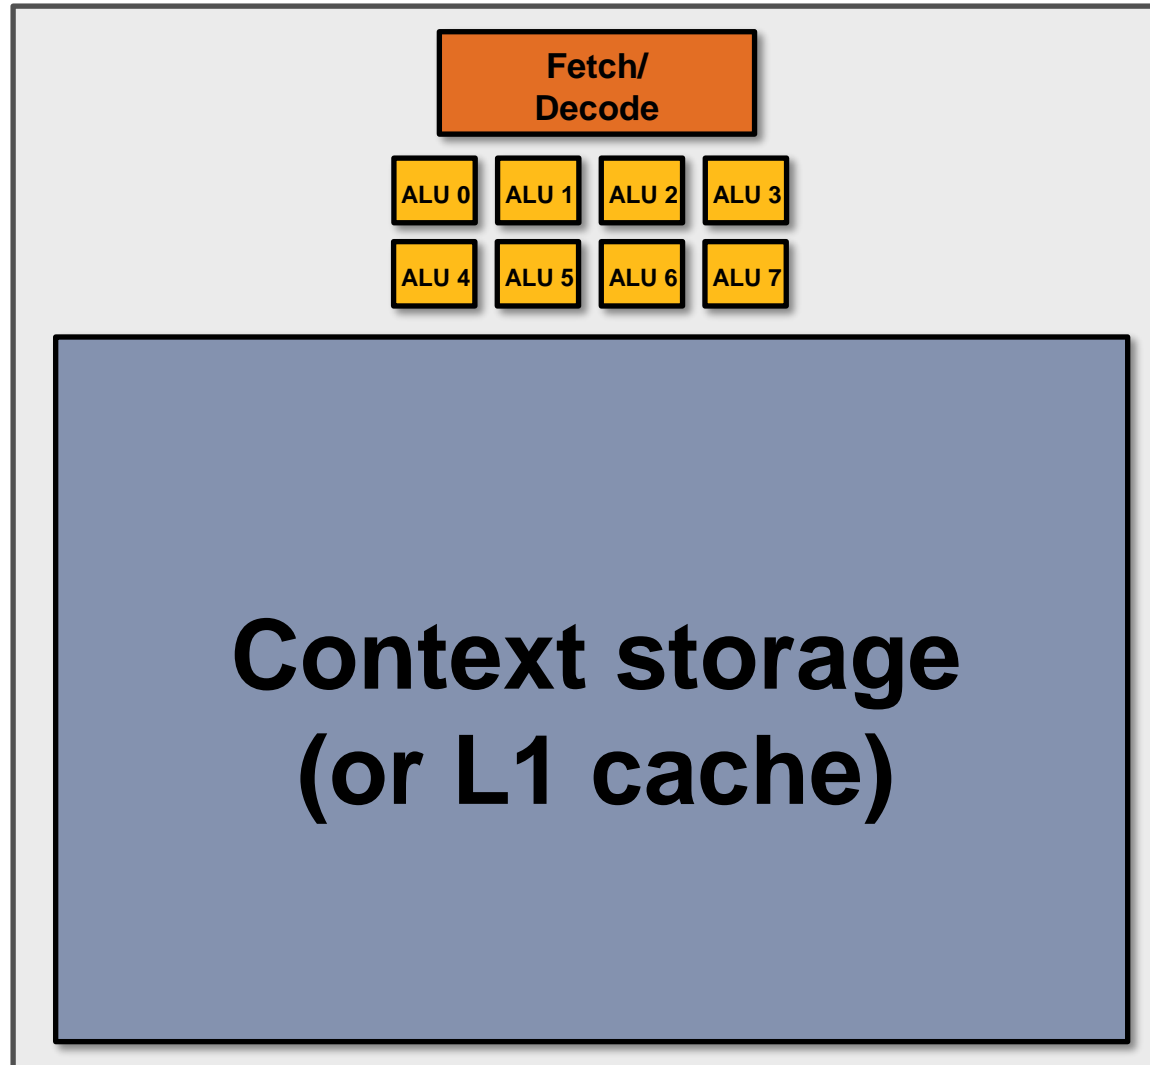 Fetch/
Decode
ALU 0 ALU 1 ALU 2 ALU 3
ALU 4 ALU 5 ALU 6 ALU 7
Context storage
(or L1 cache)